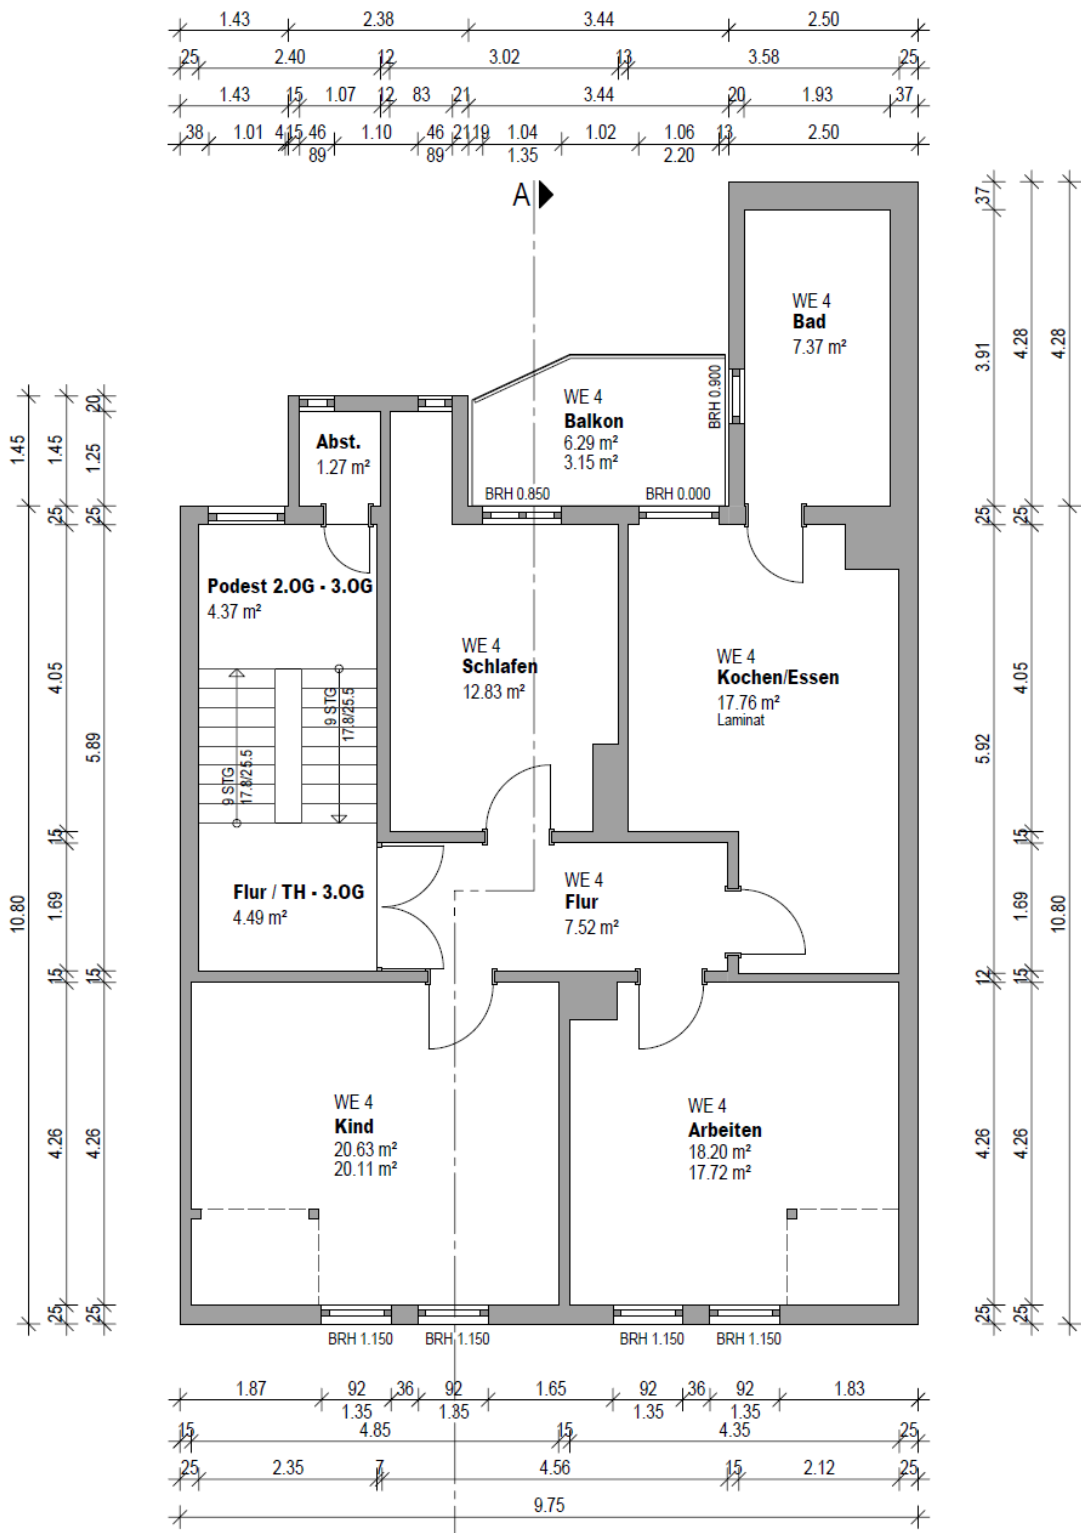 1.43 2.38 3.44 2.50
25 2.40 12 3.02 13 3.58 25
1.43 15 1.07 12 83 21 3.44 20 1.93 37
38 1.01 4 15 46 1.10 46 21 19 1.04 1.02 1.06 13 2.50
89 89 1.35 2.20
A
37
WE 4
Bad
7.37 m²
3.91
4.28
4.28
WE 4
Balkon
6.29 m²
3.15 m²
BRH 0.900
BRH 0.850
BRH 0.000
20
1.45
1.45
1.25
Abst.
1.27 m²
25
25
25
25
Podest 2.OG - 3.OG
4.37 m²
WE 4
Schlafen
12.83 m²
WE 4
Kochen/Essen
17.76 m²
Laminat
4.05
5.89
4.05
5.92
9 STG
17.8/25.5
9 STG
17.8/25.5
15
15
Flur / TH - 3.OG
4.49 m²
WE 4
Flur
7.52 m²
10.80
1.69
1.69
10.80
15
15
12
15
WE 4
Kind
20.63 m²
20.11 m²
WE 4
Arbeiten
18.20 m²
17.72 m²
4.26
4.26
4.26
4.26
25
25
25
25
BRH 1.150
BRH 1.150
BRH 1.150
BRH 1.150
1.87 92 36 92 1.65 92 36 92 1.83
1.35 1.35 1.35 1.35
15 4.85 15 4.35 25
25 2.35 7 4.56 15 2.12 25
9.75